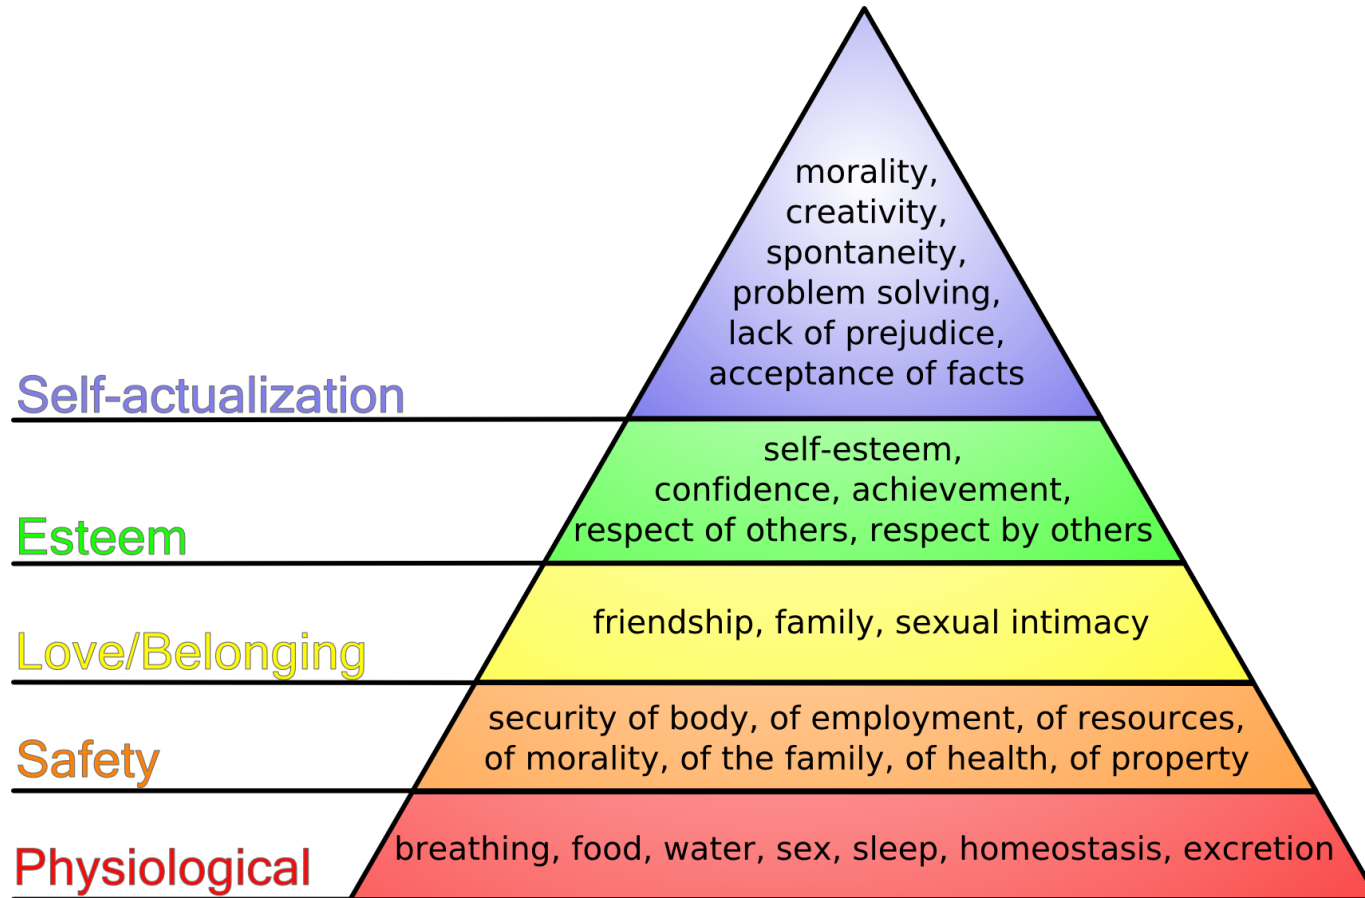 morality,
creativity,
spontaneity,
problem solving,
lack of prejudice,
acceptance of facts
Self-actualization
self-esteem,
confidence, achievement,
respect of others, respect by others
Esteem
friendship, family, sexual intimacy
Love/Belonging
security of body, of employment, of resources,
of morality, of the family, of health, of property
Safety
breathing, food, water, sex, sleep, homeostasis, excretion
Physiological